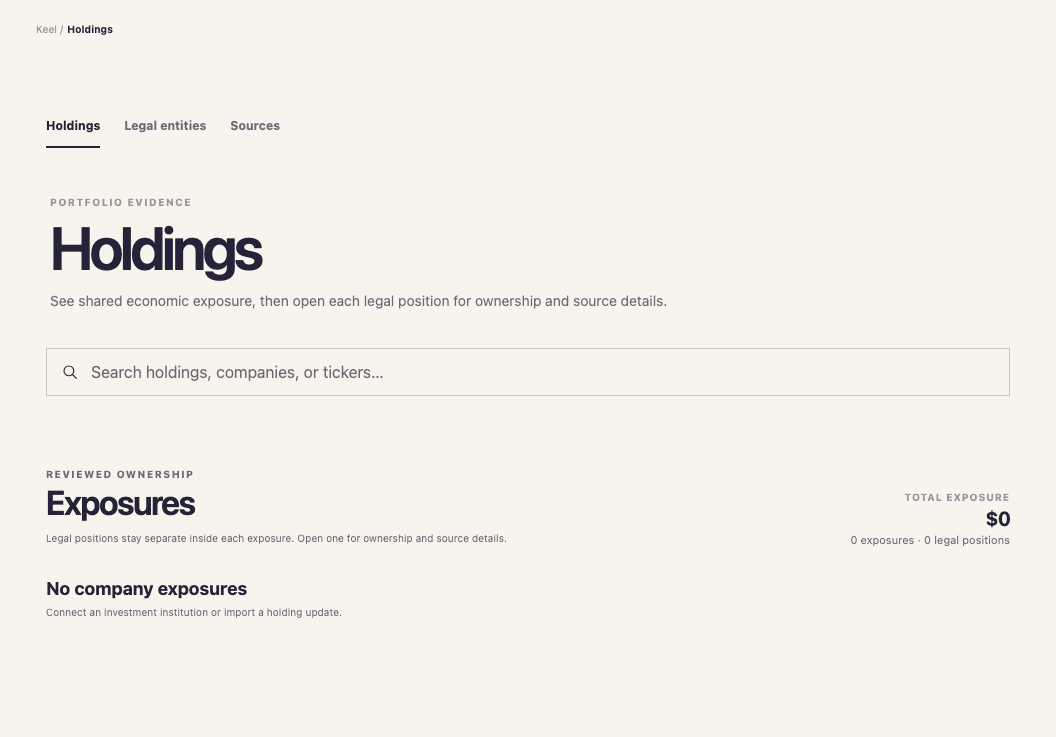 Keel / Holdings
Holdings Legal entities Sources
PORTFOLIO EVIDENCE
Holdings
See shared economic exposure, then open each legal position for ownership and source details.
Search holdings, companies, or tickers...
REVIEWED OWNERSHIP
Exposures
Legal positions stay separate inside each exposure. Open one for ownership and source details.
TOTAL EXPOSURE
$0
0 exposures · 0 legal positions
No company exposures
Connect an investment institution or import a holding update.